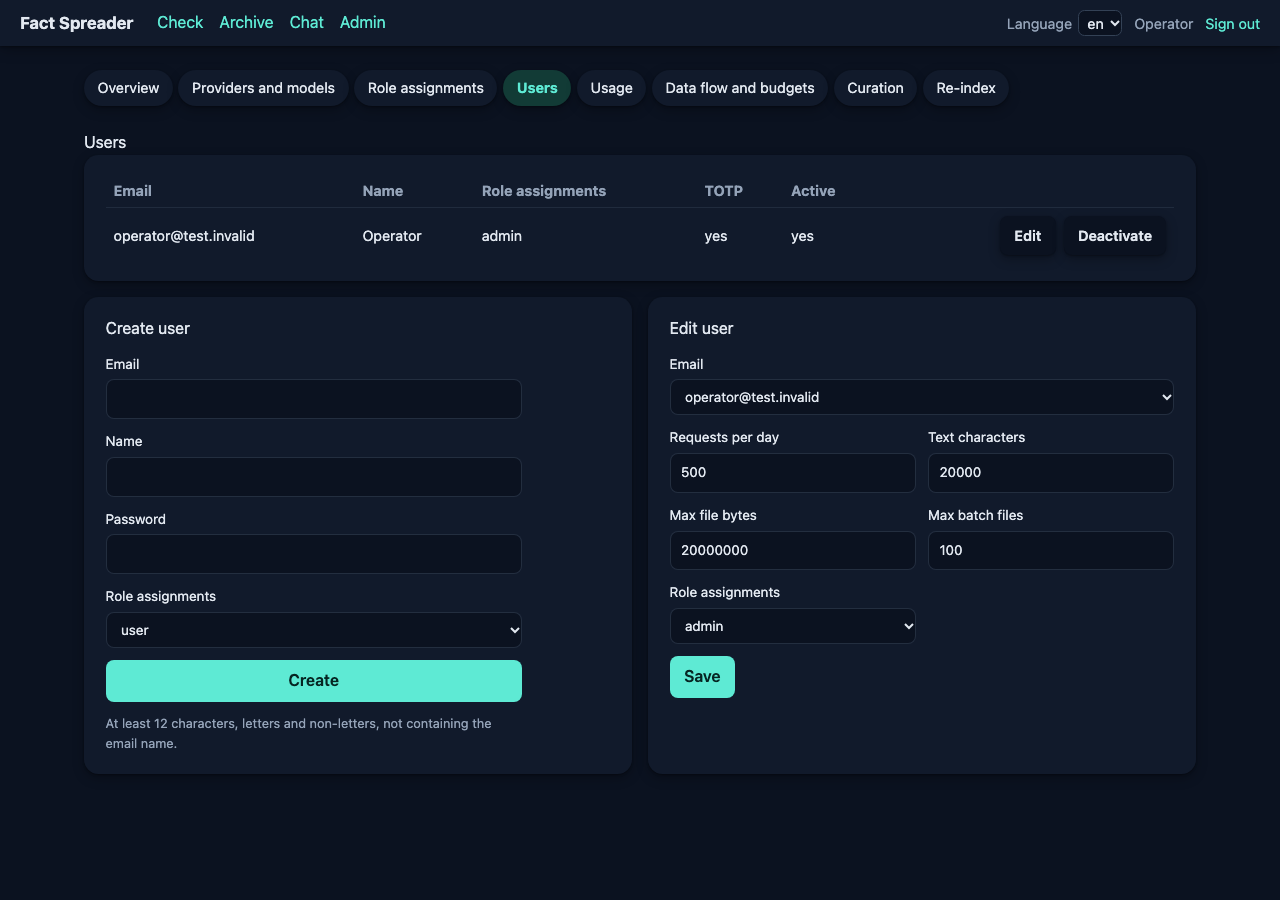 Fact Spreader Check Archive Chat Admin Language en Operator Sign out
Overview Providers and models Role assignments Users Usage Data flow and budgets Curation Re-index
Users
Email Name Role assignments TOTP Active
operator@test.invalid Operator admin yes yes Edit Deactivate
Create user
Email
Name
Password
Role assignments
user
Create
At least 12 characters, letters and non-letters, not containing the
email name.
Edit user
Email
operator@test.invalid
Requests per day Text characters
500 20000
Max file bytes Max batch files
20000000 100
Role assignments
admin
Save